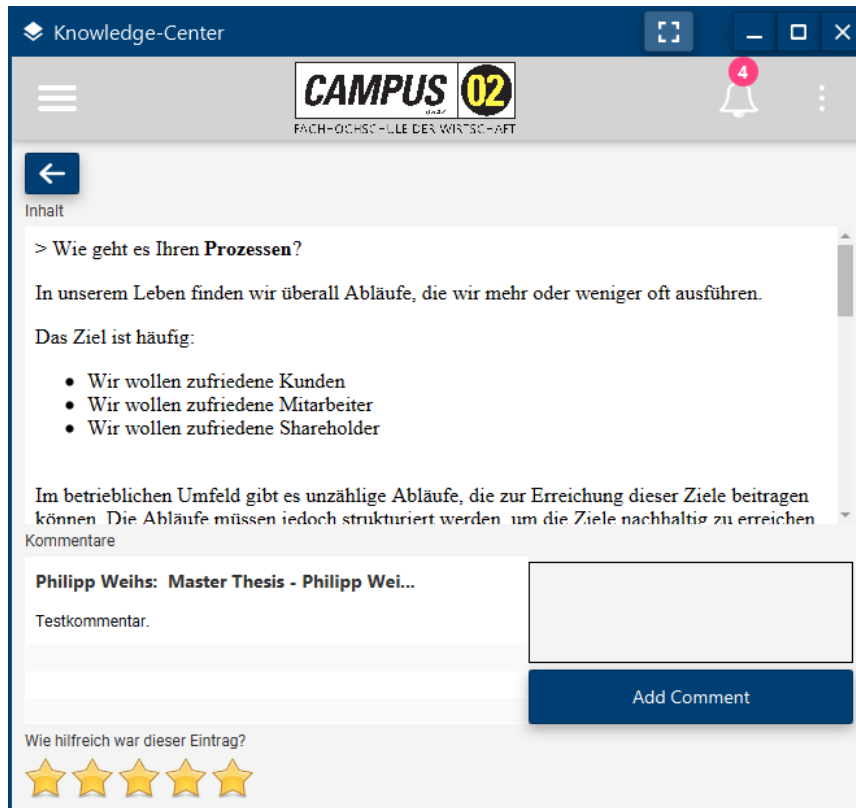 Knowledge-Center
4
CAMPUS 02
FACHHOCHSCHULE DER WIRTSCHAFT
Inhalt
> Wie geht es Ihren Prozessen?
In unserem Leben finden wir überall Abläufe, die wir mehr oder weniger oft ausführen.
Das Ziel ist häufig:
• Wir wollen zufriedene Kunden
• Wir wollen zufriedene Mitarbeiter
• Wir wollen zufriedene Shareholder
Im betrieblichen Umfeld gibt es unzählige Abläufe, die zur Erreichung dieser Ziele beitragen
können. Die Abläufe müssen jedoch strukturiert werden, um die Ziele nachhaltig zu erreichen
Kommentare
Philipp Weihs: Master Thesis - Philipp Wei...
Testkommentar.
Add Comment
Wie hilfreich war dieser Eintrag?